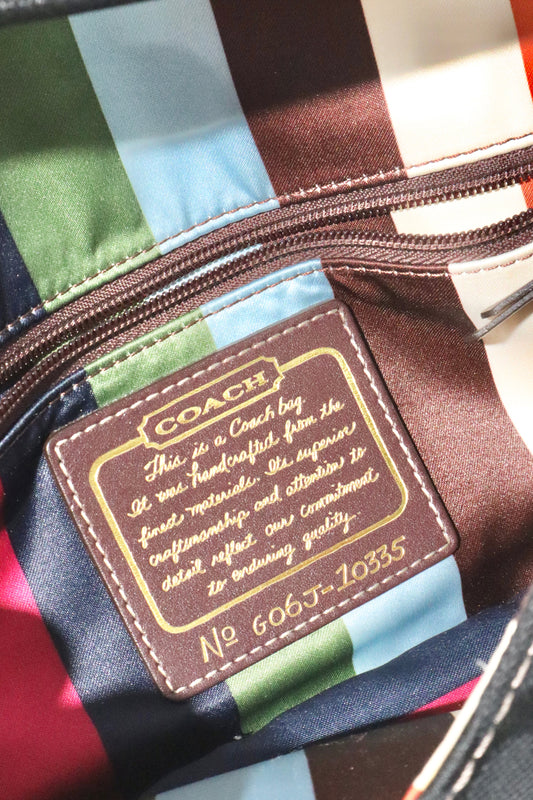 COACH
This is a Coach bag.
It was handcrafted from the
finest materials. Its superior
craftsmanship and attention to
detail reflect our commitment
to enduring quality.
No G06J-10335